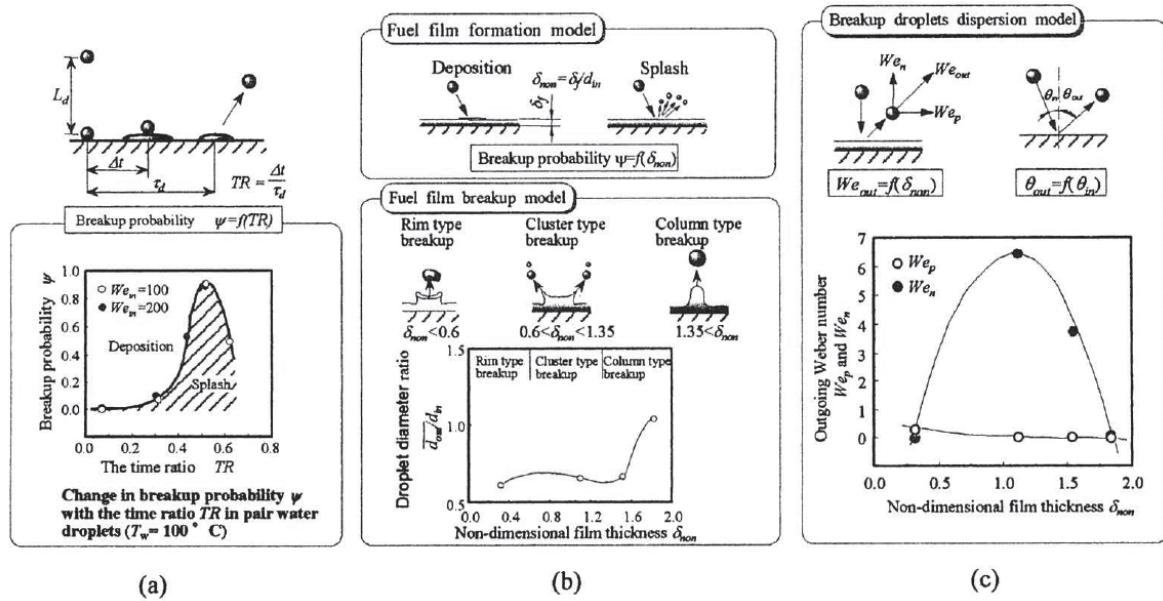 (a)
L_d
Δt
τ_d
TR = Δt/τ_d
Breakup probability ψ=f(TR)
Breakup probability ψ
1.0
0.8
0.6
0.4
0.2
0.0
We_in=100
We_in=200
Deposition
Splash
0.0 0.2 0.4 0.6 0.8
The time ratio TR
Change in breakup probability ψ
with the time ratio TR in pair water
droplets (T_w= 100° C)
(a)
(b)
Fuel film formation model
Deposition
δ_non=δ_f/d_in
Splash
δ_f
Breakup probability ψ=f(δ_non)
Fuel film breakup model
Rim type
breakup
Cluster type
breakup
Column type
breakup
δ_non<0.6
0.6<δ_non<1.35
1.35<δ_non
Droplet diameter ratio
d_out/d_in
1.5
1.0
0.5
Rim type
breakup
Cluster type
breakup
Column type
breakup
0.0 0.4 0.6 1.2 1.6 2.0
Non-dimensional film thickness δ_non
(b)
(c)
Breakup droplets dispersion model
We_n
We_out
We_p
θ_in
θ_out
We_out=f(δ_non)
θ_out=f(θ_in)
Outgoing Weber number
We_p and We_n
7
6
5
4
3
2
1
0
We_p
We_n
0.0 0.5 1.0 1.5 2.0
Non-dimensional film thickness δ_non
(c)